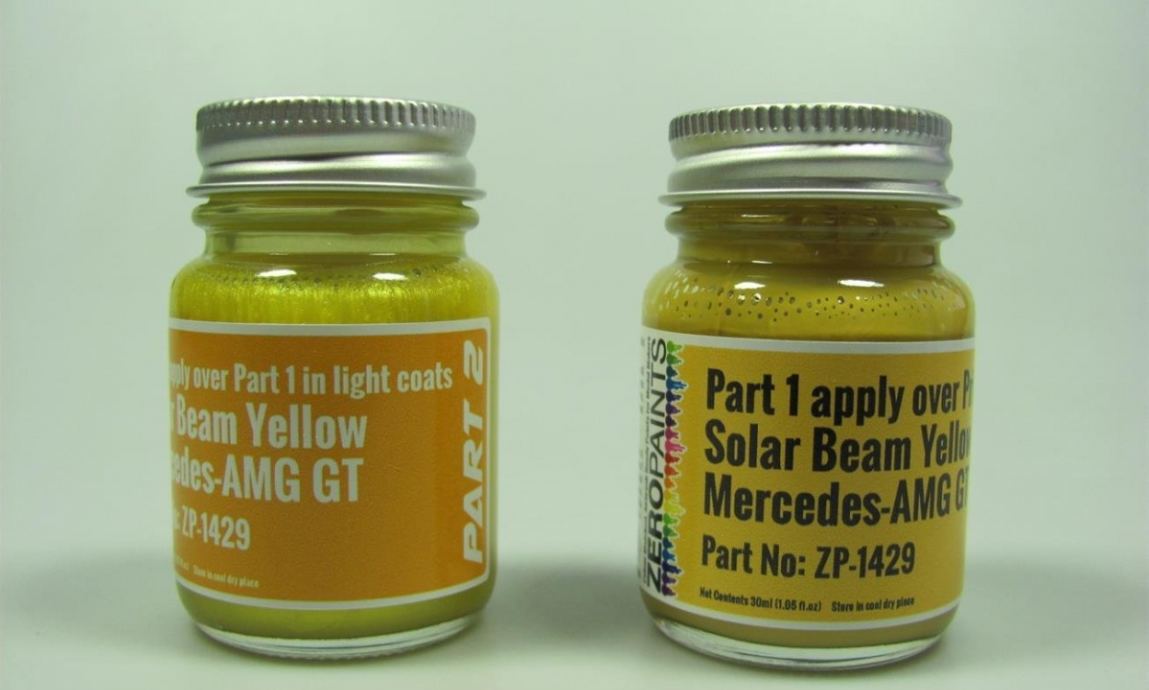 apply over Part 1 in light coats
Beam Yellow
-AMG GT
ZP-1429
Store in cool dry place
PART 2
ZEROPAINTS
Part 1 apply over
Solar Beam Yellow
Mercedes-AMG GT
Part No: ZP-1429
Net Contents 30ml (1.05 fl.oz) Store in cool dry place